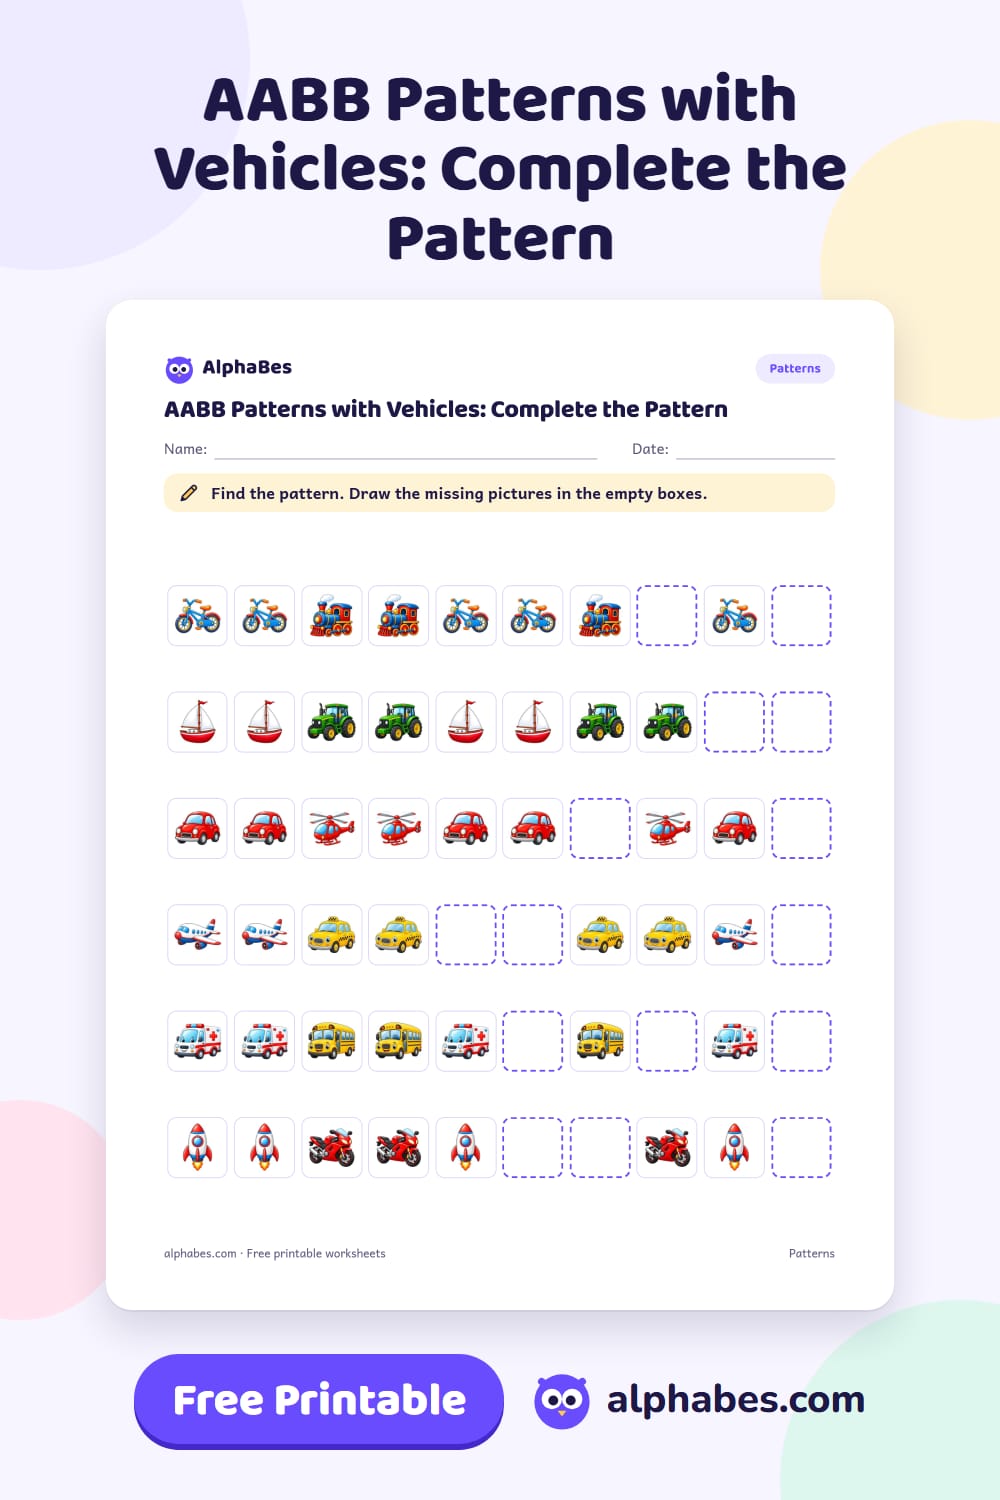 AABB Patterns with
Vehicles: Complete the
Pattern
AlphaBes
Patterns
AABB Patterns with Vehicles: Complete the Pattern
Name:
Date:
Find the pattern. Draw the missing pictures in the empty boxes.
alphabes.com · Free printable worksheets
Patterns
Free Printable
alphabes.com